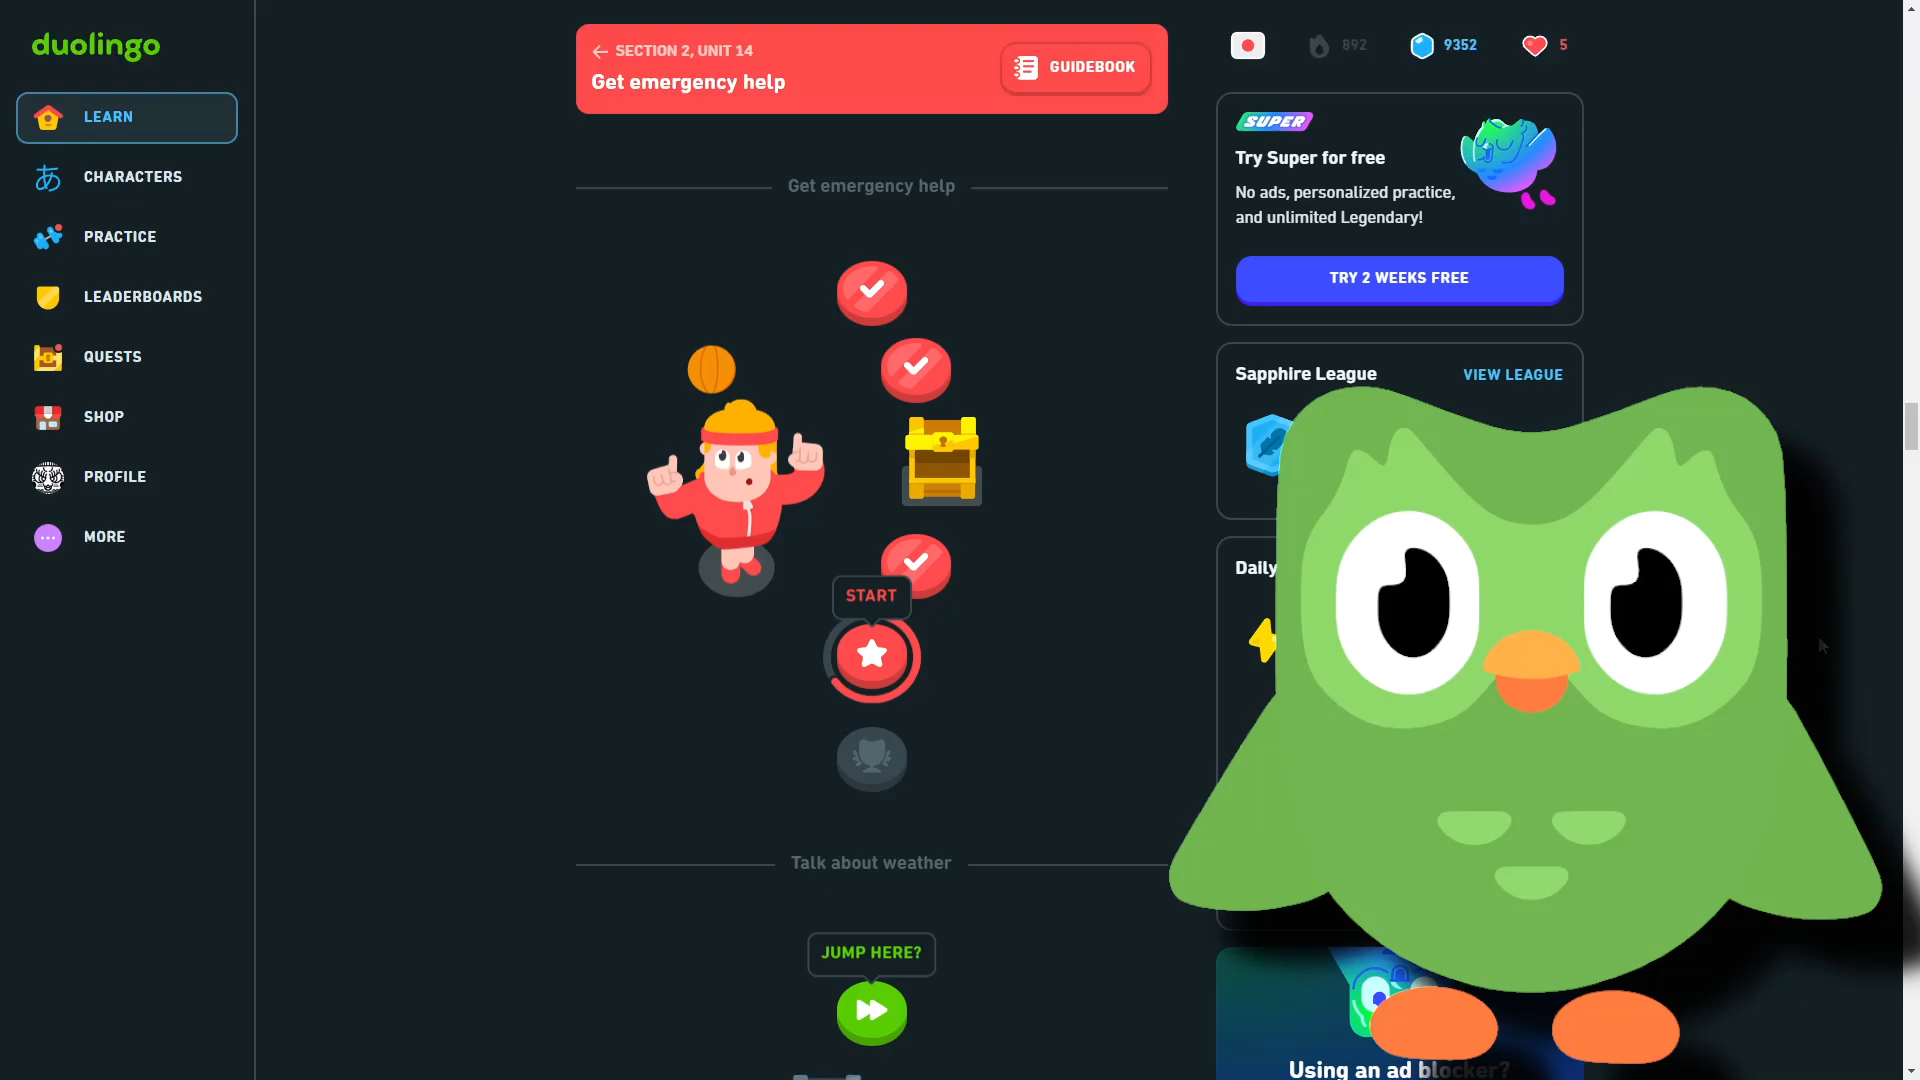 duolingo
LEARN
あ
CHARACTERS
PRACTICE
LEADERBOARDS
QUESTS
SHOP
PROFILE
MORE
SECTION 2, UNIT 14
Get emergency help
GUIDEBOOK
Get emergency help
START
Talk about weather
JUMP HERE?
892
9352
5
SUPER
Try Super for free
No ads, personalized practice,
and unlimited Legendary!
TRY 2 WEEKS FREE
Sapphire League
VIEW LEAGUE
Daily
Using an ad blocker?